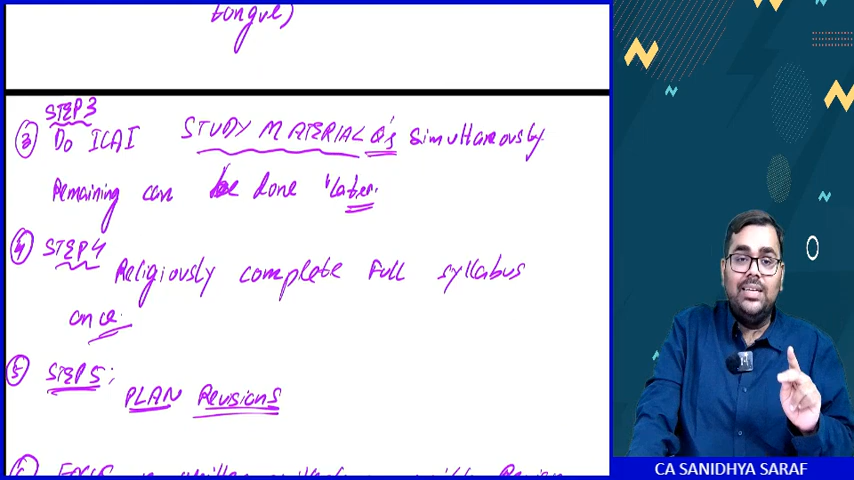 tongue)
STEP3
③ Do ICAI STUDY MATERIAL Q's simultaneously
Remaining can be done 'later.
④ STEP4
Religiously complete Full syllabus
once.
⑤ STEP5:
PLAN Revisions
CA SANIDHYA SARAF